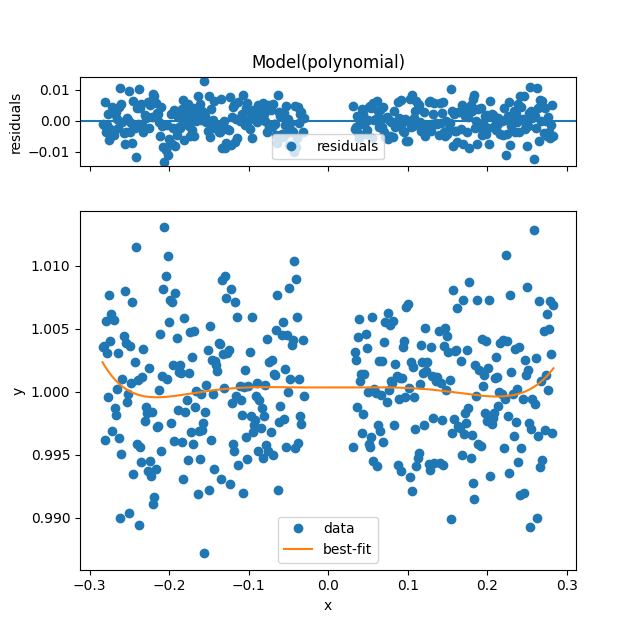 Model(polynomial)
0.01
0.00
−0.01
residuals
residuals
1.010
1.005
1.000
0.995
0.990
y
data
best-fit
−0.3 −0.2 −0.1 0.0 0.1 0.2 0.3
x